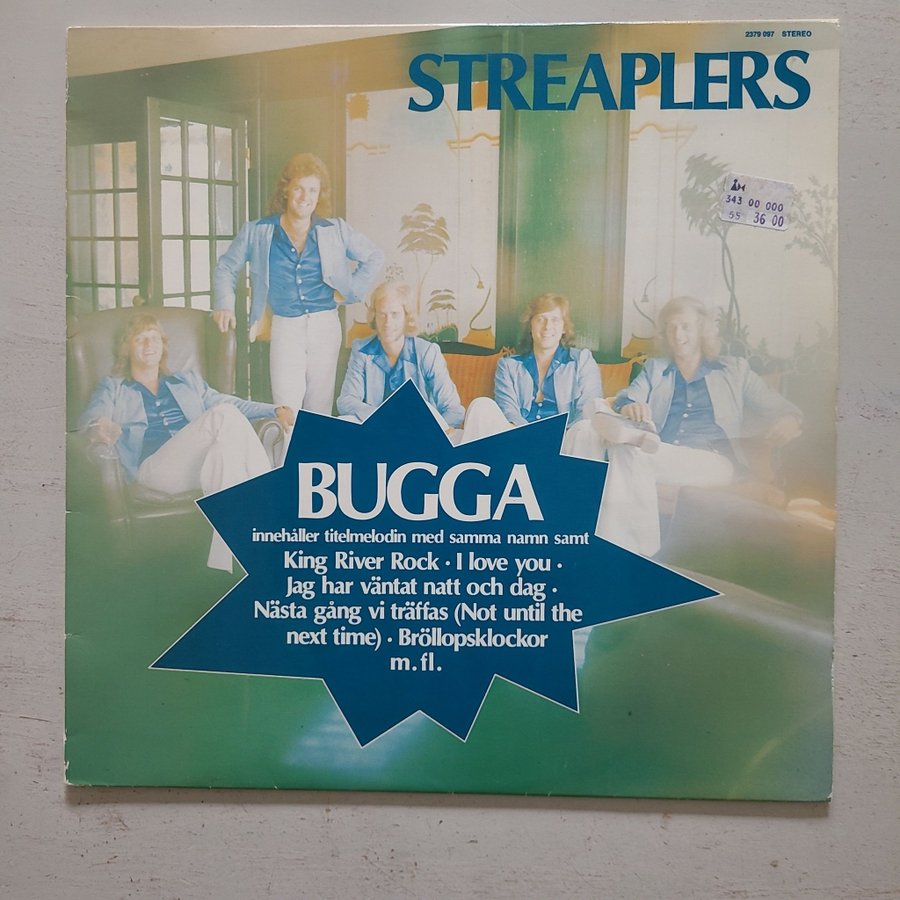 2379 097 STEREO
STREAPLERS
343 00 000
55 36 00
BUGGA
innehåller titelmelodin med samma namn samt
King River Rock · I love you ·
Jag har väntat natt och dag ·
Nästa gång vi träffas (Not until the
next time) · Bröllopsklockor
m.fl.